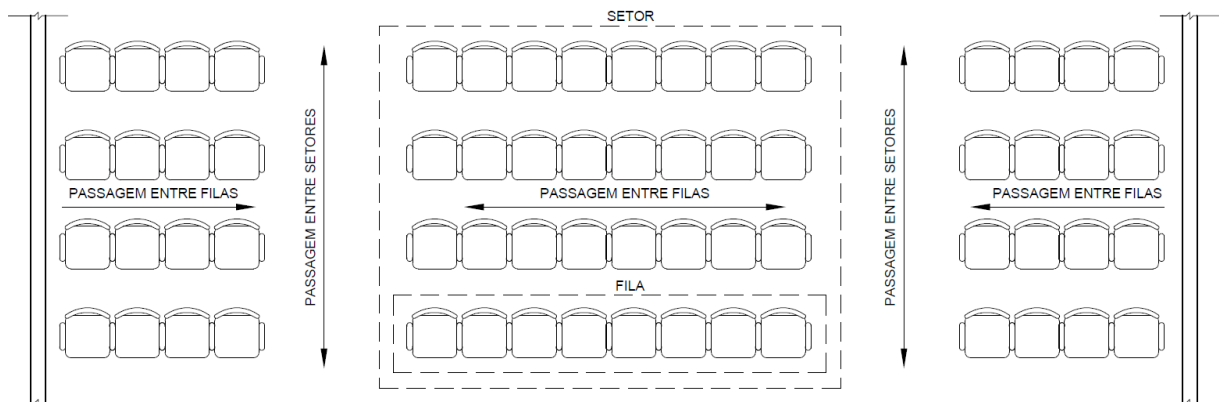 SETOR
PASSAGEM ENTRE SETORES
PASSAGEM ENTRE SETORES
PASSAGEM ENTRE FILAS
PASSAGEM ENTRE FILAS
PASSAGEM ENTRE FILAS
FILA